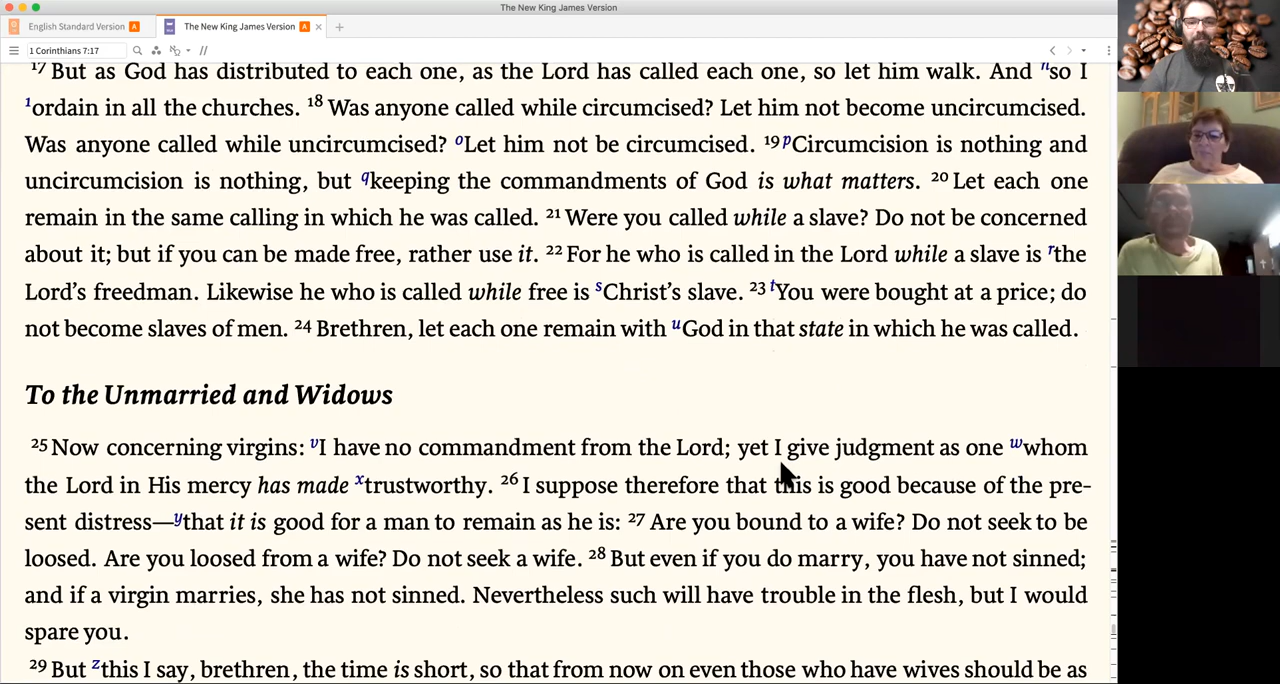 The New King James Version
English Standard Version A The New King James Version A
1 Corinthians 7:17
17 But as God has distributed to each one, as the Lord has called each one, so let him walk. And n so I
1 ordain in all the churches. 18 Was anyone called while circumcised? Let him not become uncircumcised.
Was anyone called while uncircumcised? o Let him not be circumcised. 19 p Circumcision is nothing and
uncircumcision is nothing, but q keeping the commandments of God is what matters. 20 Let each one
remain in the same calling in which he was called. 21 Were you called while a slave? Do not be concerned
about it; but if you can be made free, rather use it. 22 For he who is called in the Lord while a slave is r the
Lord’s freedman. Likewise he who is called while free is s Christ’s slave. 23 t You were bought at a price; do
not become slaves of men. 24 Brethren, let each one remain with u God in that state in which he was called.
To the Unmarried and Widows
25 Now concerning virgins: v I have no commandment from the Lord; yet I give judgment as one w whom
the Lord in His mercy has made x trustworthy. 26 I suppose therefore that this is good because of the pre-
sent distress—y that it is good for a man to remain as he is: 27 Are you bound to a wife? Do not seek to be
loosed. Are you loosed from a wife? Do not seek a wife. 28 But even if you do marry, you have not sinned;
and if a virgin marries, she has not sinned. Nevertheless such will have trouble in the flesh, but I would
spare you.
29 But z this I say, brethren, the time is short, so that from now on even those who have wives should be as